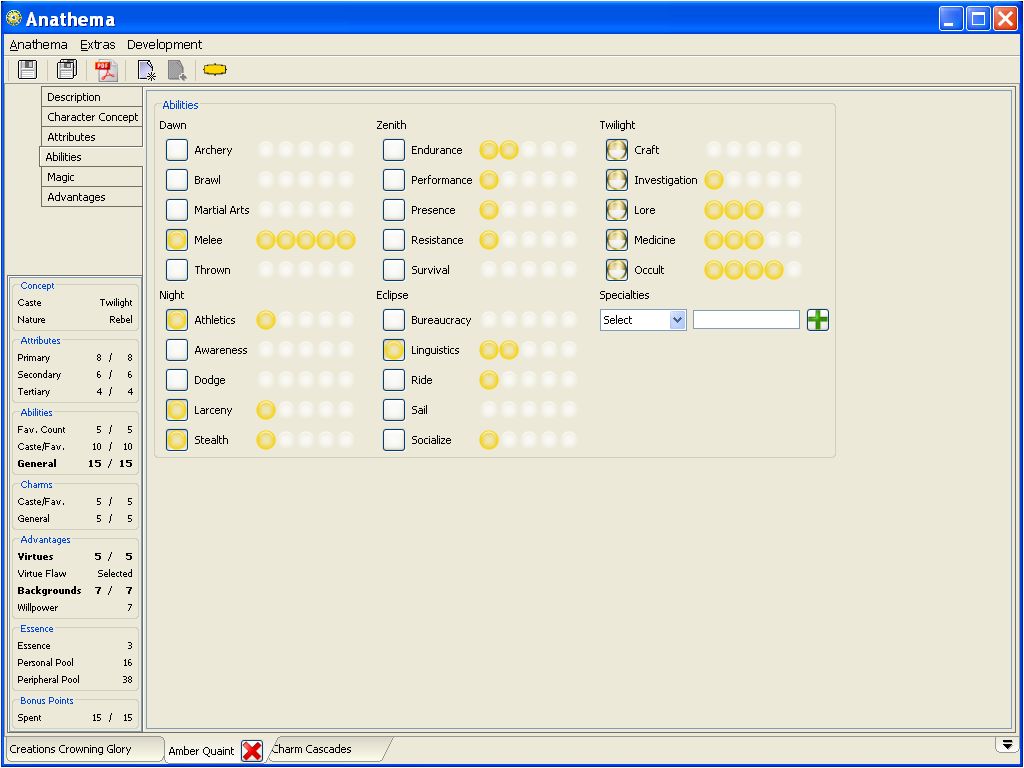 Anathema
Anathema Extras Development
PDF
Description
Character Concept
Attributes
Abilities
Magic
Advantages
Concept
Caste Twilight
Nature Rebel
Attributes
Primary 8 / 8
Secondary 6 / 6
Tertiary 4 / 4
Abilities
Fav. Count 5 / 5
Caste/Fav. 10 / 10
General 15 / 15
Charms
Caste/Fav. 5 / 5
General 5 / 5
Advantages
Virtues 5 / 5
Virtue Flaw Selected
Backgrounds 7 / 7
Willpower 7
Essence
Essence 3
Personal Pool 16
Peripheral Pool 38
Bonus Points
Spent 15 / 15
Abilities
Dawn
Archery
Brawl
Martial Arts
Melee
Thrown
Night
Athletics
Awareness
Dodge
Larceny
Stealth
Zenith
Endurance
Performance
Presence
Resistance
Survival
Eclipse
Bureaucracy
Linguistics
Ride
Sail
Socialize
Twilight
Craft
Investigation
Lore
Medicine
Occult
Specialties
Select
Creations Crowning Glory Amber Quaint Charm Cascades